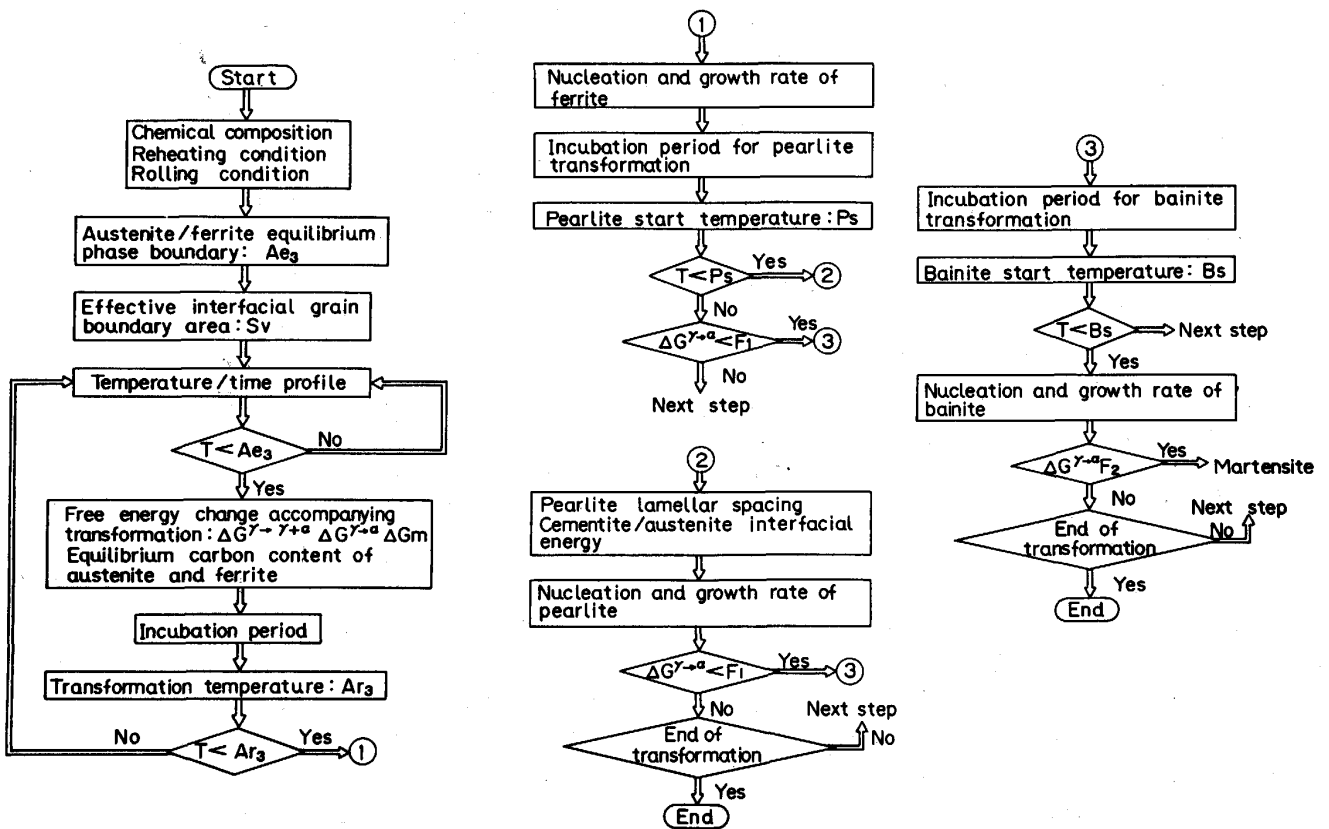 Start
Chemical composition
Reheating condition
Rolling condition
Austenite/ferrite equilibrium
phase boundary: Ae₃
Effective interfacial grain
boundary area: Sv
Temperature/time profile
T<Ae₃
No
Yes
Free energy change accompanying
transformation: ΔG^γ→γ+α ΔG^γ→α ΔGm
Equilibrium carbon content of
austenite and ferrite
Incubation period
Transformation temperature: Ar₃
No
T<Ar₃
Yes
1
1
Nucleation and growth rate of
ferrite
Incubation period for pearlite
transformation
Pearlite start temperature: Ps
T<Ps
Yes
2
No
ΔG^γ→α<F₁
Yes
3
No
Next step
2
Pearlite lamellar spacing
Cementite/austenite interfacial
energy
Nucleation and growth rate of
pearlite
ΔG^γ→α<F₁
Yes
3
No
Next step
End of
transformation
No
Yes
End
3
Incubation period for bainite
transformation
Bainite start temperature: Bs
T<Bs
Next step
Yes
Nucleation and growth rate of
bainite
ΔG^γ→αF₂
Yes
Martensite
No
Next step
End of
transformation
No
Yes
End